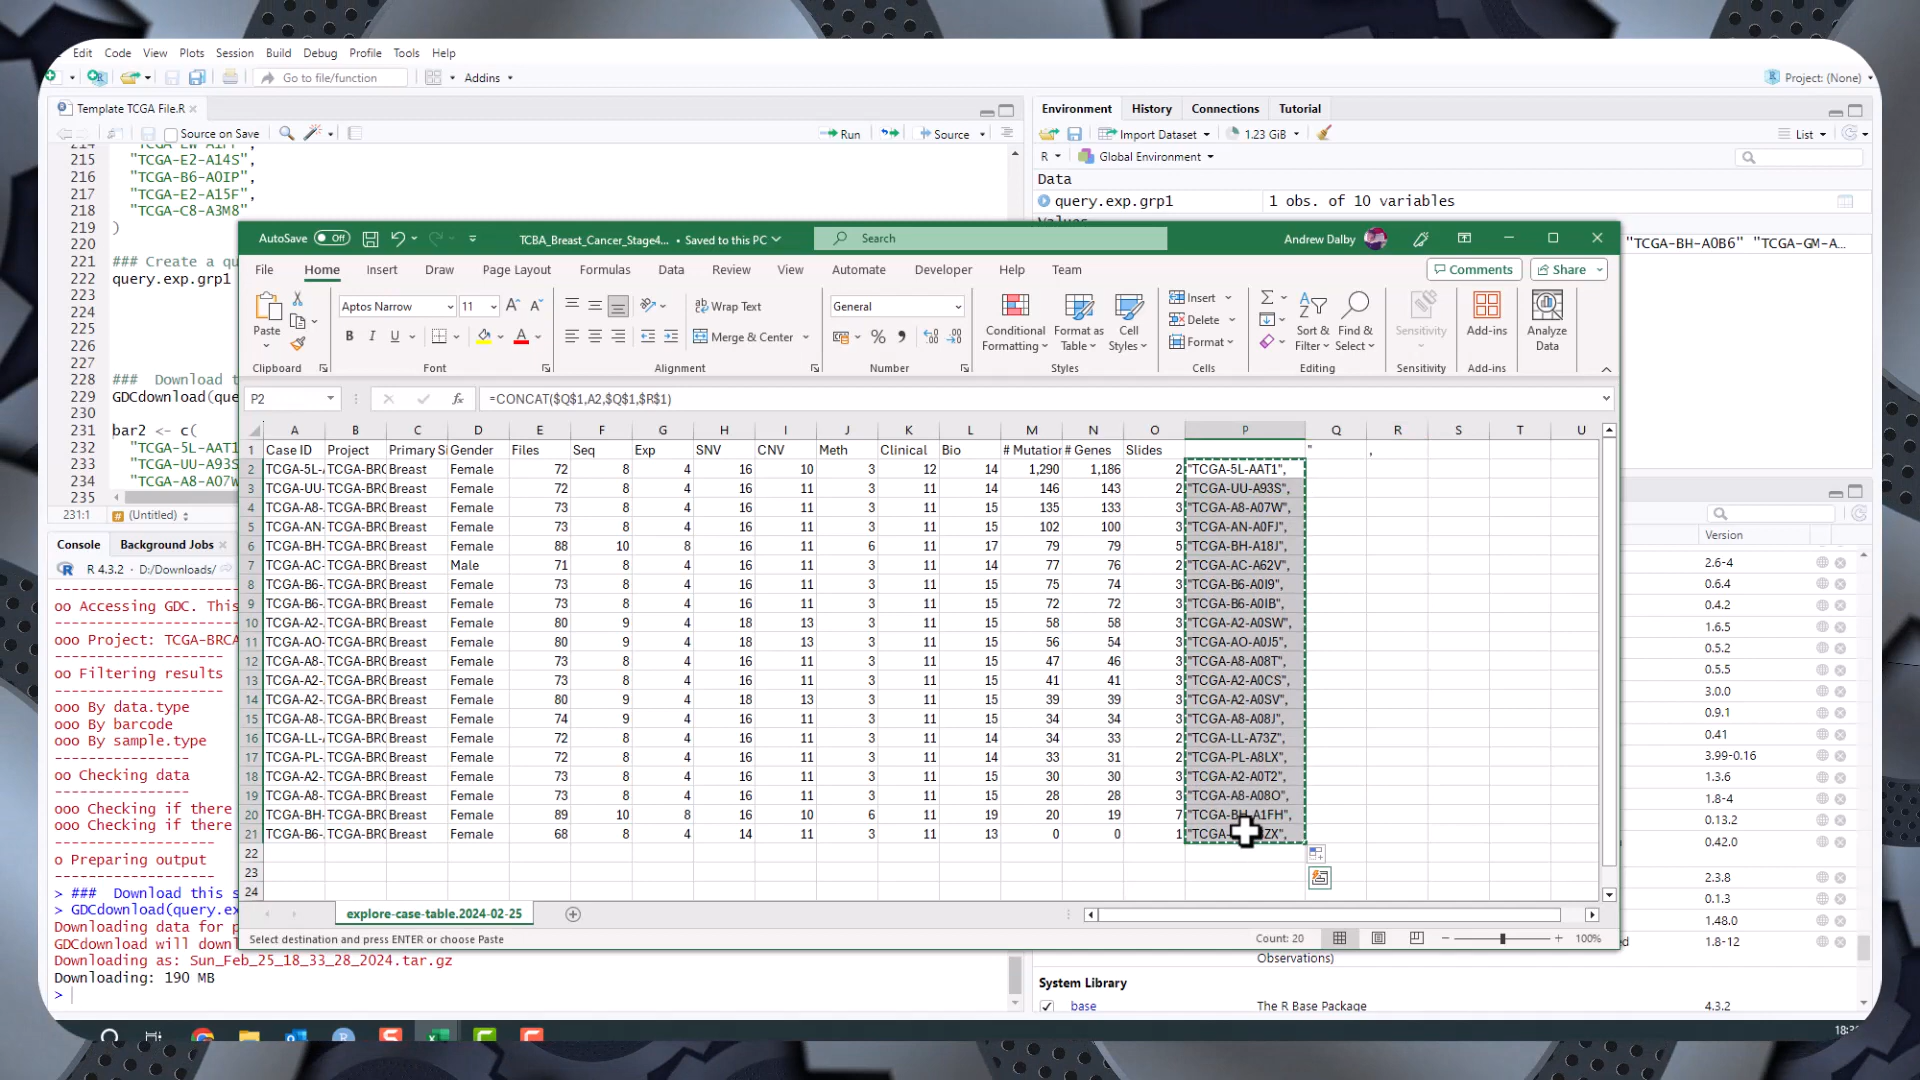 Edit Code View Plots Session Build Debug Profile Tools Help
Go to file/function Addins Project: (None)
Template TCGA File.R
Source on Save Run Source
215 "TCGA-E2-A14S",
216 "TCGA-B6-A0IP",
217 "TCGA-E2-A15F",
218 "TCGA-C8-A3M8"
219 )
220
221 ### Create a qu
222 query.exp.grp1
223
224
225
226
227
228 ### Download t
229 GDCdownload(que
230
231 bar2 <- c(
232 "TCGA-5L-AAT1
233 "TCGA-UU-A93S
234 "TCGA-A8-A07W
235
231:1 (Untitled)
Console Background Jobs
R 4.3.2 · D:/Downloads/
oo Accessing GDC. This
ooo Project: TCGA-BRCA
oo Filtering results
ooo By data.type
ooo By barcode
ooo By sample.type
oo Checking data
ooo Checking if there
ooo Checking if there
o Preparing output
> ### Download this s
> GDCdownload(query.ex
Downloading data for p
GDCdownload will downl
Downloading as: Sun_Feb_25_18_33_28_2024.tar.gz
Downloading: 190 MB
>
Environment History Connections Tutorial
Import Dataset 1.23 GiB List
R Global Environment
Data
query.exp.grp1 1 obs. of 10 variables
"TCGA-BH-A0B6" "TCGA-GM-A...
AutoSave Off TCBA_Breast_Cancer_Stage4... • Saved to this PC Search Andrew Dalby
File Home Insert Draw Page Layout Formulas Data Review View Automate Developer Help Team Comments Share
Paste Aptos Narrow 11 Wrap Text General Conditional Formatting Format as Table Cell Styles Insert Sort & Filter Find & Select Sensitivity Add-ins Analyze Data
B I U A Merge & Center % Delete
Format
Clipboard Font Alignment Number Styles Cells Editing Sensitivity Add-ins
P2 fx =CONCAT($Q$1,A2,$Q$1,$R$1)
A B C D E F G H I J K L M N O P Q R S T U
1 Case ID Project Primary Si Gender Files Seq Exp SNV CNV Meth Clinical Bio # Mutation # Genes Slides " ,
2 TCGA-5L- TCGA-BRC Breast Female 72 8 4 16 10 3 12 14 1,290 1,186 2 "TCGA-5L-AAT1",
3 TCGA-UU- TCGA-BRC Breast Female 72 8 4 16 11 3 11 14 146 143 2 "TCGA-UU-A93S",
4 TCGA-A8- TCGA-BRC Breast Female 73 8 4 16 11 3 11 15 135 133 3 "TCGA-A8-A07W",
5 TCGA-AN- TCGA-BRC Breast Female 73 8 4 16 11 3 11 15 102 100 3 "TCGA-AN-A0FJ",
6 TCGA-BH- TCGA-BRC Breast Female 88 10 8 16 11 6 11 17 79 79 5 "TCGA-BH-A18J",
7 TCGA-AC- TCGA-BRC Breast Male 71 8 4 16 11 3 11 14 77 76 2 "TCGA-AC-A62V",
8 TCGA-B6- TCGA-BRC Breast Female 73 8 4 16 11 3 11 15 75 74 3 "TCGA-B6-A0I9",
9 TCGA-B6- TCGA-BRC Breast Female 73 8 4 16 11 3 11 15 72 72 3 "TCGA-B6-A0IB",
10 TCGA-A2- TCGA-BRC Breast Female 80 9 4 18 13 3 11 15 58 58 3 "TCGA-A2-A0SW",
11 TCGA-AO- TCGA-BRC Breast Female 80 9 4 18 13 3 11 15 56 54 3 "TCGA-AO-A0J5",
12 TCGA-A8- TCGA-BRC Breast Female 73 8 4 16 11 3 11 15 47 46 3 "TCGA-A8-A08T",
13 TCGA-A2- TCGA-BRC Breast Female 73 8 4 16 11 3 11 15 41 41 3 "TCGA-A2-A0CS",
14 TCGA-A2- TCGA-BRC Breast Female 80 9 4 18 13 3 11 15 39 39 3 "TCGA-A2-A0SV",
15 TCGA-A8- TCGA-BRC Breast Female 74 9 4 16 11 3 11 15 34 34 3 "TCGA-A8-A08J",
16 TCGA-LL- TCGA-BRC Breast Female 72 8 4 16 11 3 11 14 34 33 2 "TCGA-LL-A73Z",
17 TCGA-PL- TCGA-BRC Breast Female 72 8 4 16 11 3 11 14 33 31 2 "TCGA-PL-A8LX",
18 TCGA-A2- TCGA-BRC Breast Female 73 8 4 16 11 3 11 15 30 30 3 "TCGA-A2-A0T2",
19 TCGA-A8- TCGA-BRC Breast Female 73 8 4 16 11 3 11 15 28 28 3 "TCGA-A8-A08O",
20 TCGA-BH- TCGA-BRC Breast Female 89 10 8 16 10 6 11 19 20 19 7 "TCGA-BH-A1FH",
21 TCGA-B6- TCGA-BRC Breast Female 68 8 4 14 11 3 11 13 0 0 1
22
23
24
explore-case-table.2024-02-25
Select destination and press ENTER or choose Paste Count: 20 100%
Version
2.6-4
0.6.4
0.4.2
1.6.5
0.5.2
0.5.5
3.0.0
0.9.1
0.41
3.99-0.16
1.3.6
1.8-4
0.13.2
0.42.0
2.3.8
0.1.3
1.48.0
1.8-12
Observations)
System Library
base The R Base Package 4.3.2